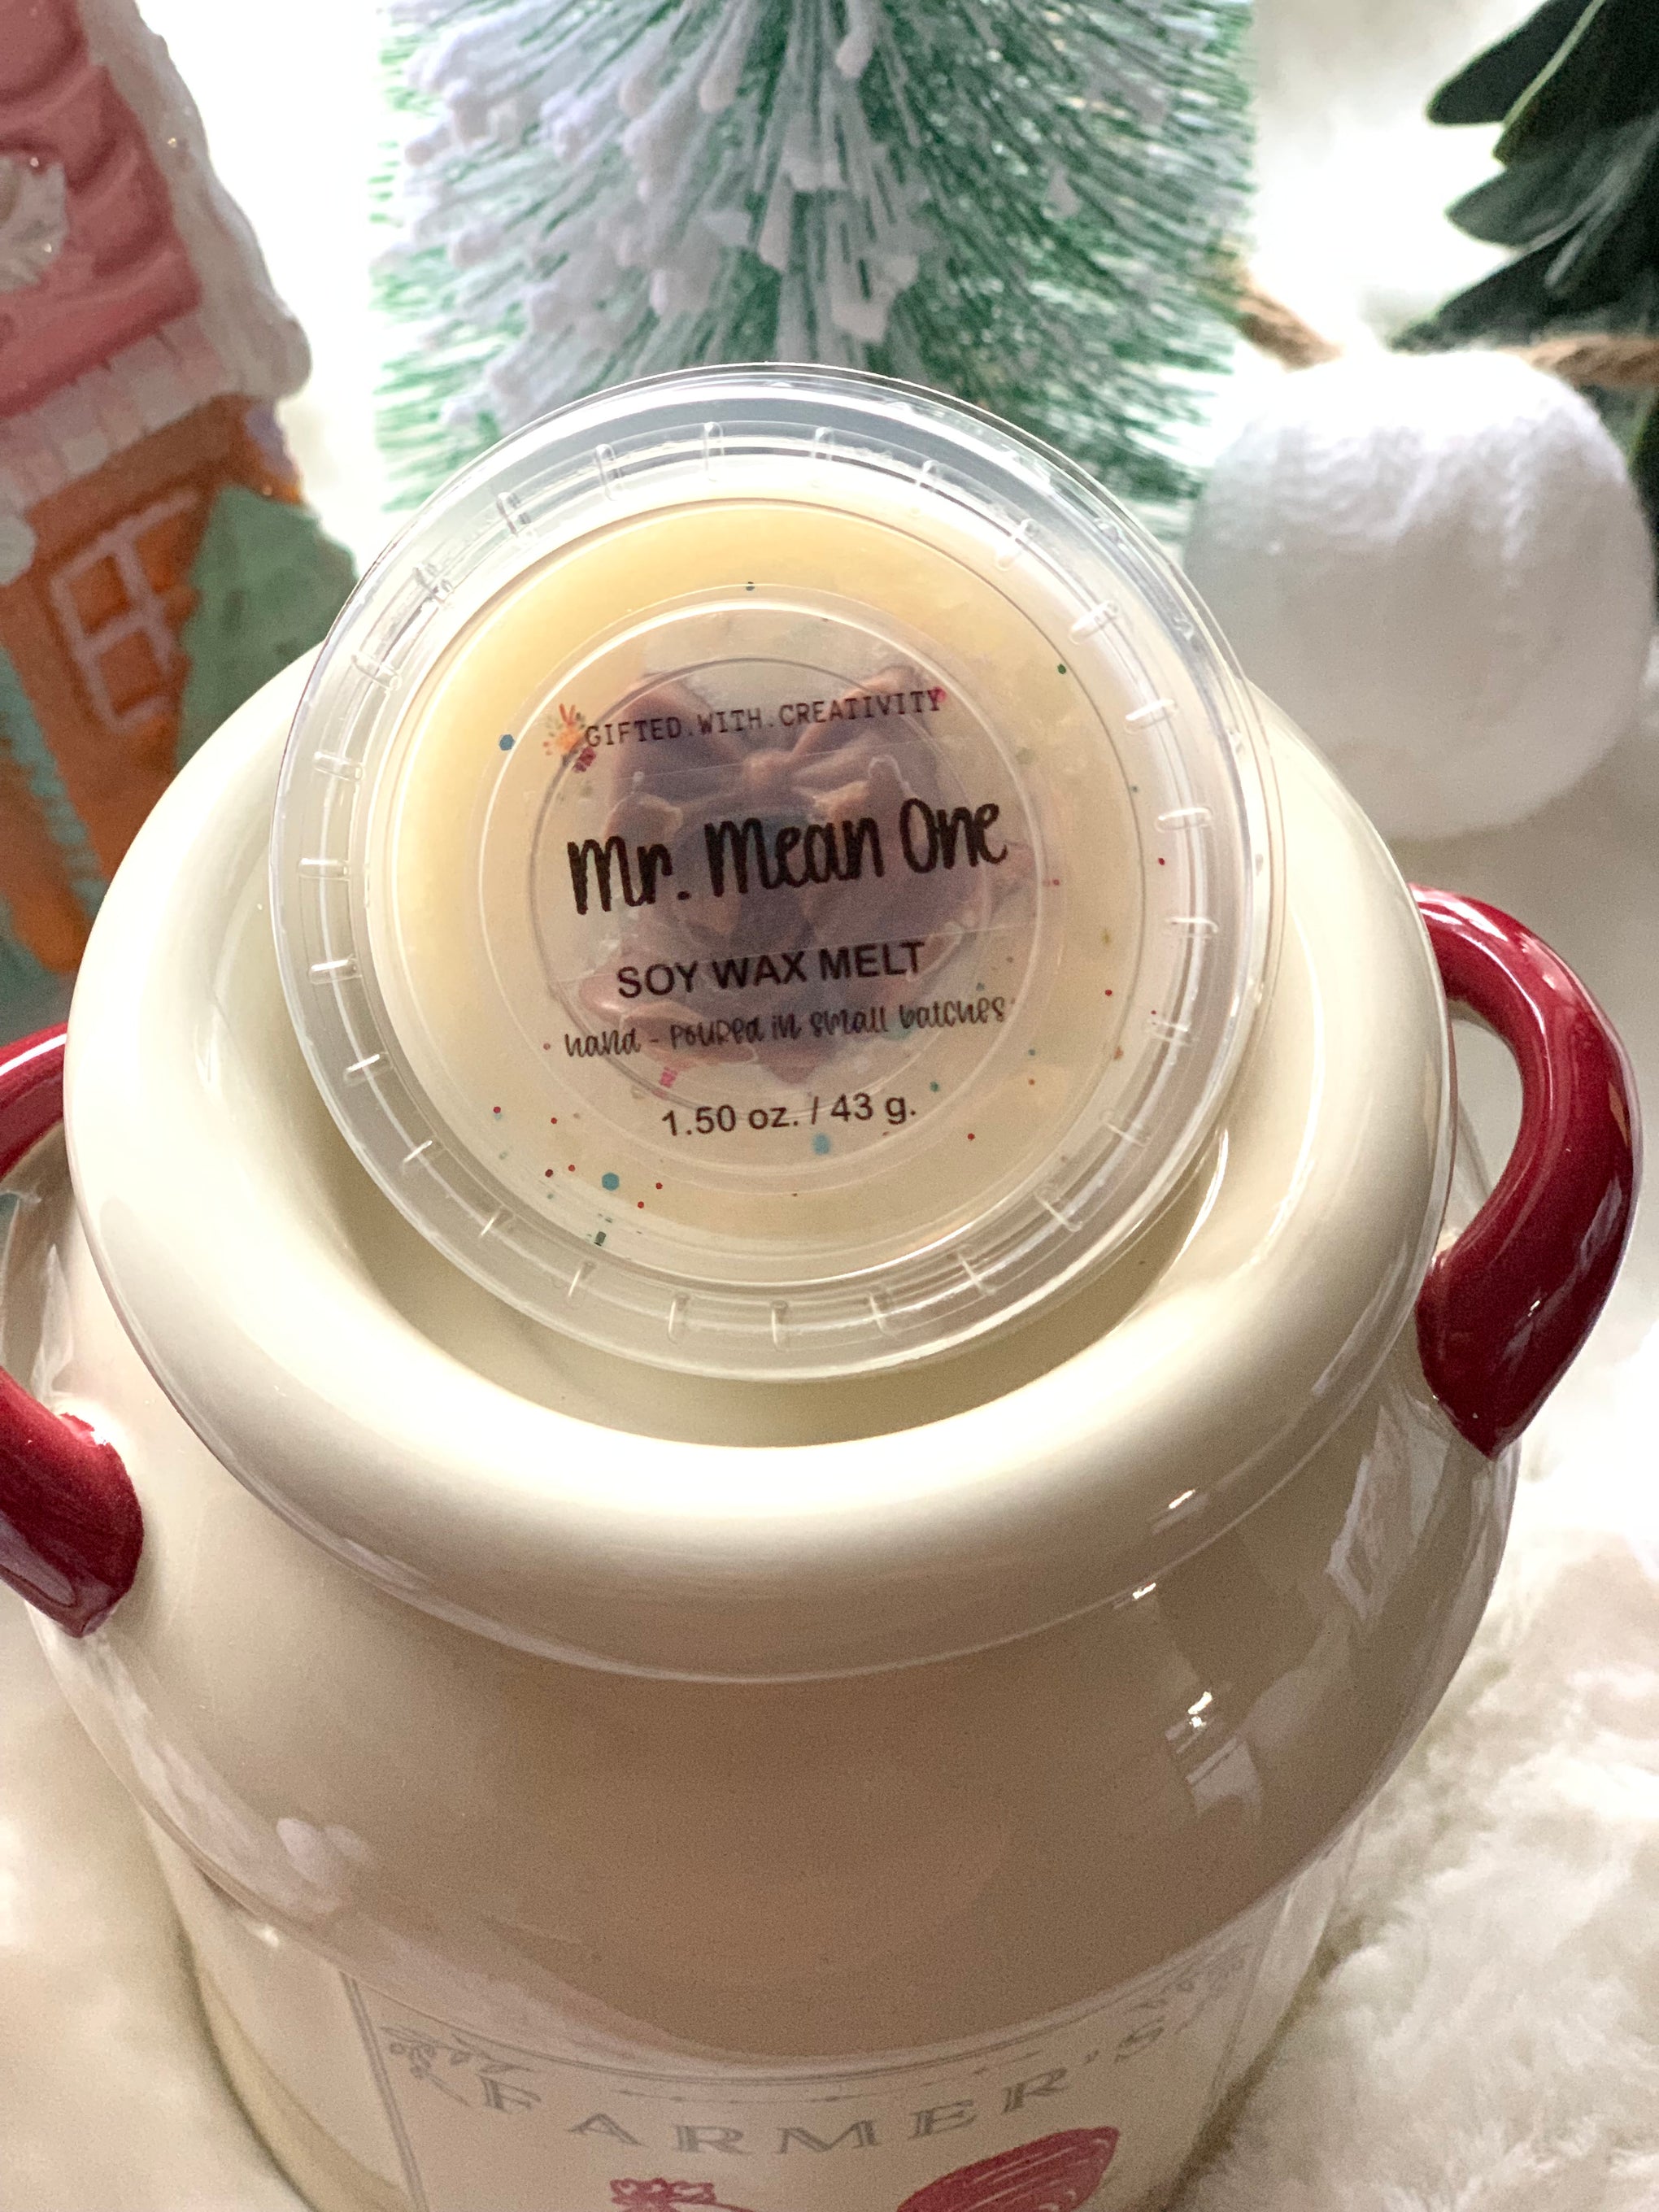 GIFTED.WITH.CREATIVITY
Mr. Mean One
SOY WAX MELT
hand - poured in small batches
1.50 oz. / 43 g.
FARMER'S